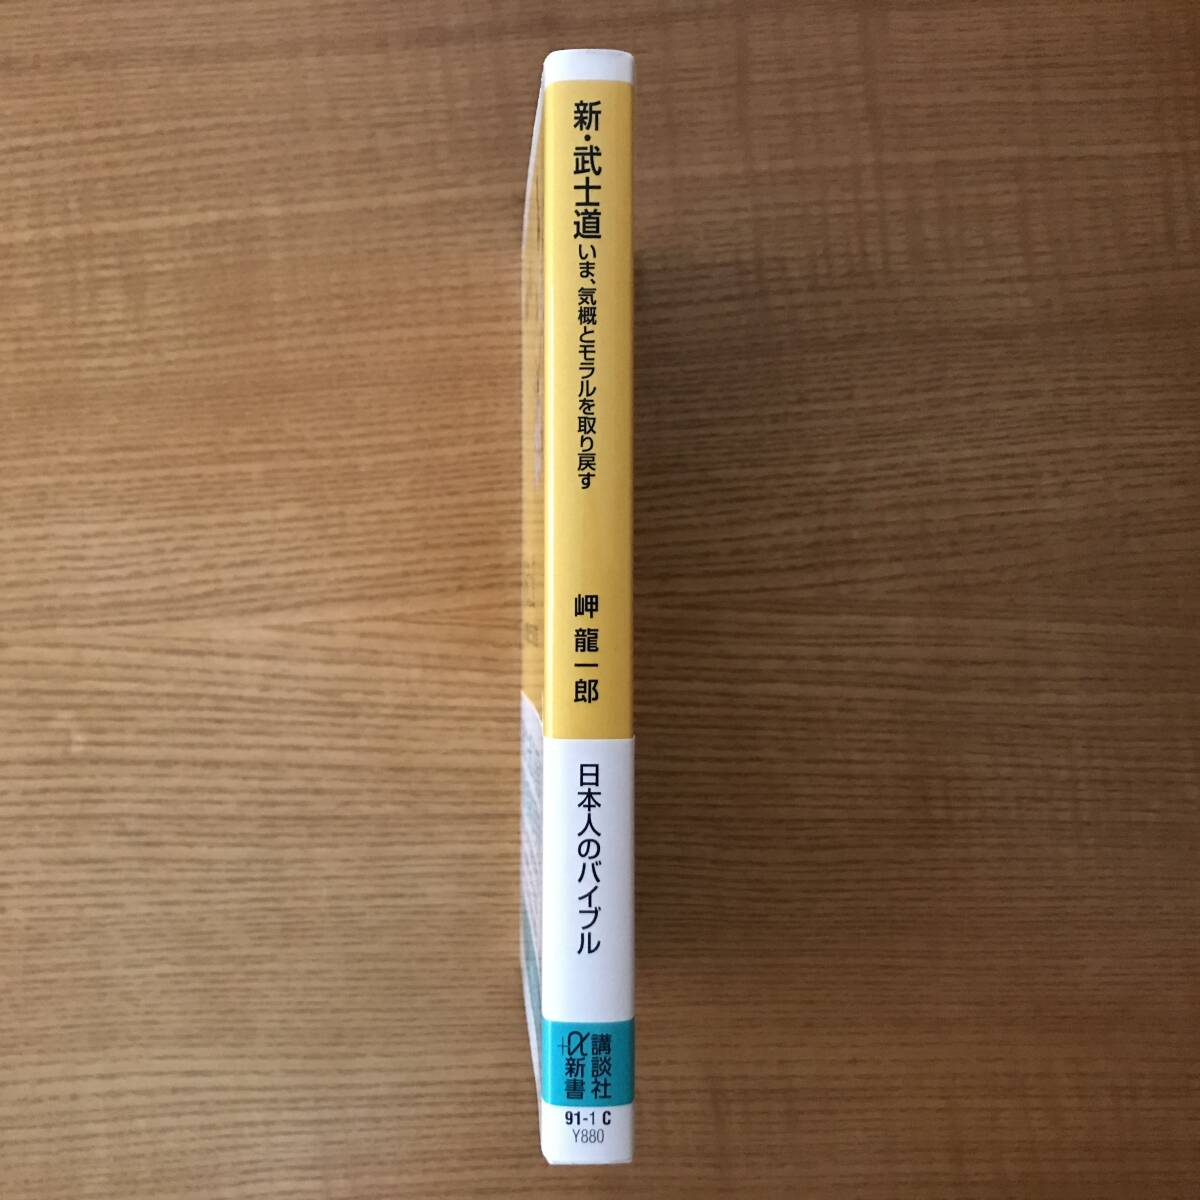 新・武士道
いま、気概とモラルを取り戻す
岬 龍一郎
日本人のバイブル
講談社
+α新書
91-1 C
Y880